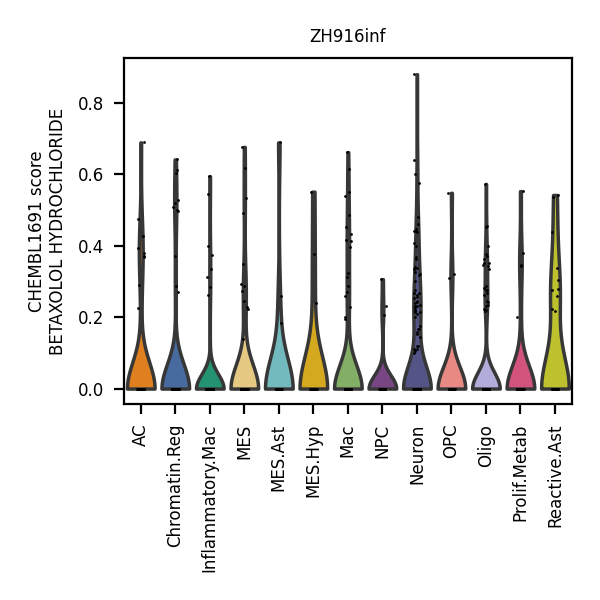 ZH916inf
CHEMBL1691 score
BETAXOLOL HYDROCHLORIDE
0.8
0.6
0.4
0.2
0.0
AC
Chromatin.Reg
Inflammatory.Mac
MES
MES.Ast
MES.Hyp
Mac
NPC
Neuron
OPC
Oligo
Prolif.Metab
Reactive.Ast